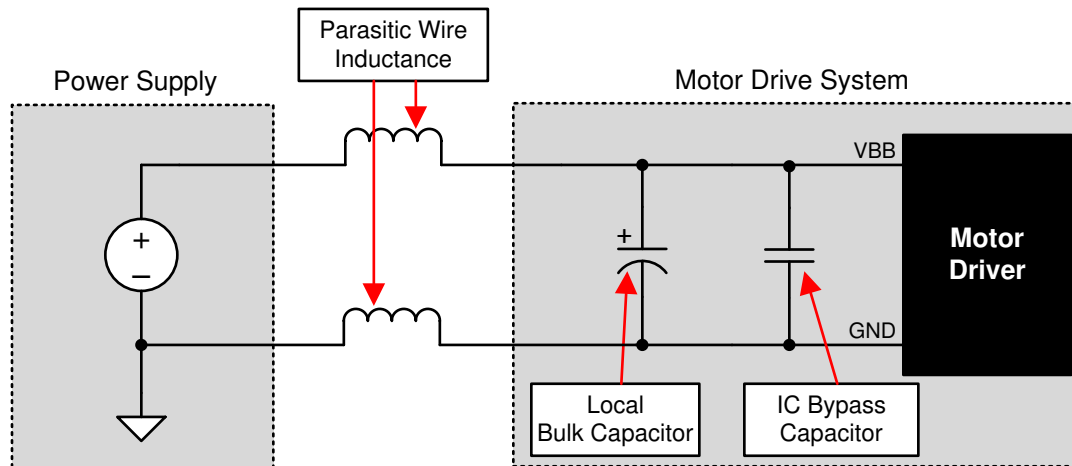 Parasitic Wire
Inductance
Power Supply
Motor Drive System
VBB
+
–
+
Motor
Driver
GND
Local
Bulk Capacitor
IC Bypass
Capacitor